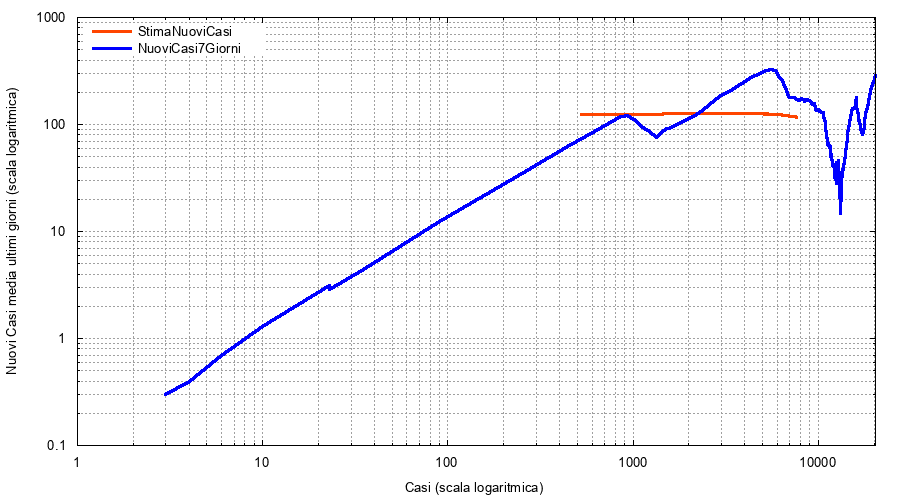 1000
StimaNuoviCasi
NuoviCasi7Giorni
100
10
1
0.1
Nuovi Casi media ultimi giorni (scala logaritmica)
1 10 100 1000 10000
Casi (scala logaritmica)